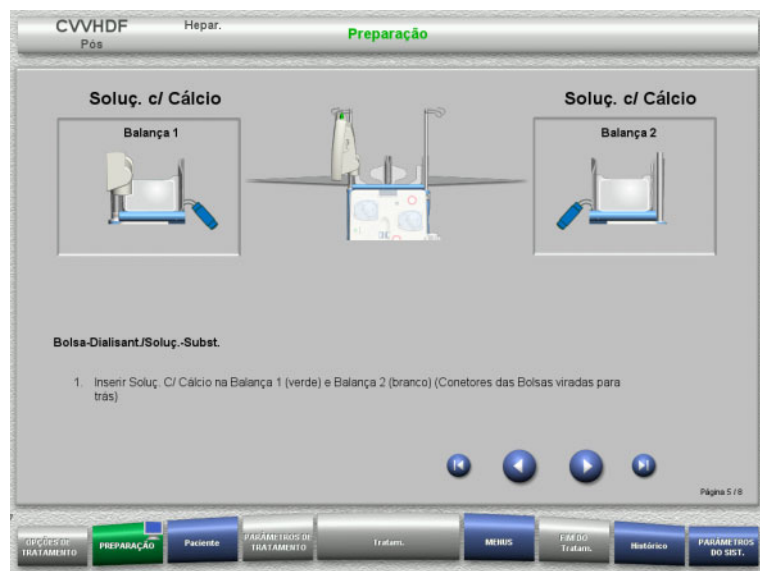 CVVHDF Hepar. Preparação
Pós
Soluç. c/ Cálcio
Balança 1
Soluç. c/ Cálcio
Balança 2
Bolsa-Dialisant./Soluç.-Subst.
1. Inserir Soluç. C/ Cálcio na Balança 1 (verde) e Balança 2 (branco) (Conetores das Bolsas viradas para
trás)
Página 5 / 8
OPÇÕES DE
TRATAMENTO
PREPARAÇÃO
Paciente
PARÂMETROS DE
TRATAMENTO
Tratam.
MENUS
FIM DO
Tratam.
Histórico
PARÂMETROS
DO SIST.